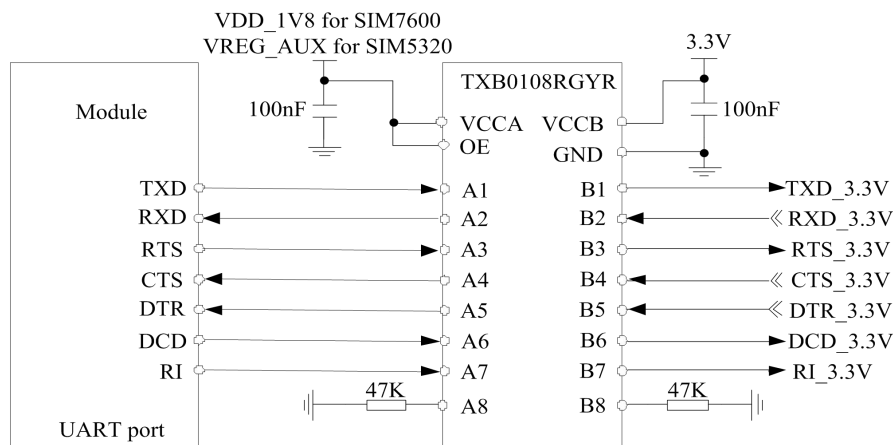 VDD_1V8 for SIM7600
VREG_AUX for SIM5320
3.3V
TXB0108RGYR
Module
100nF
100nF
VCCA
VCCB
OE
GND
TXD
A1
B1
TXD_3.3V
RXD
A2
B2
RXD_3.3V
RTS
A3
B3
RTS_3.3V
CTS
A4
B4
CTS_3.3V
DTR
A5
B5
DTR_3.3V
DCD
A6
B6
DCD_3.3V
RI
A7
B7
RI_3.3V
47K
47K
A8
B8
UART port